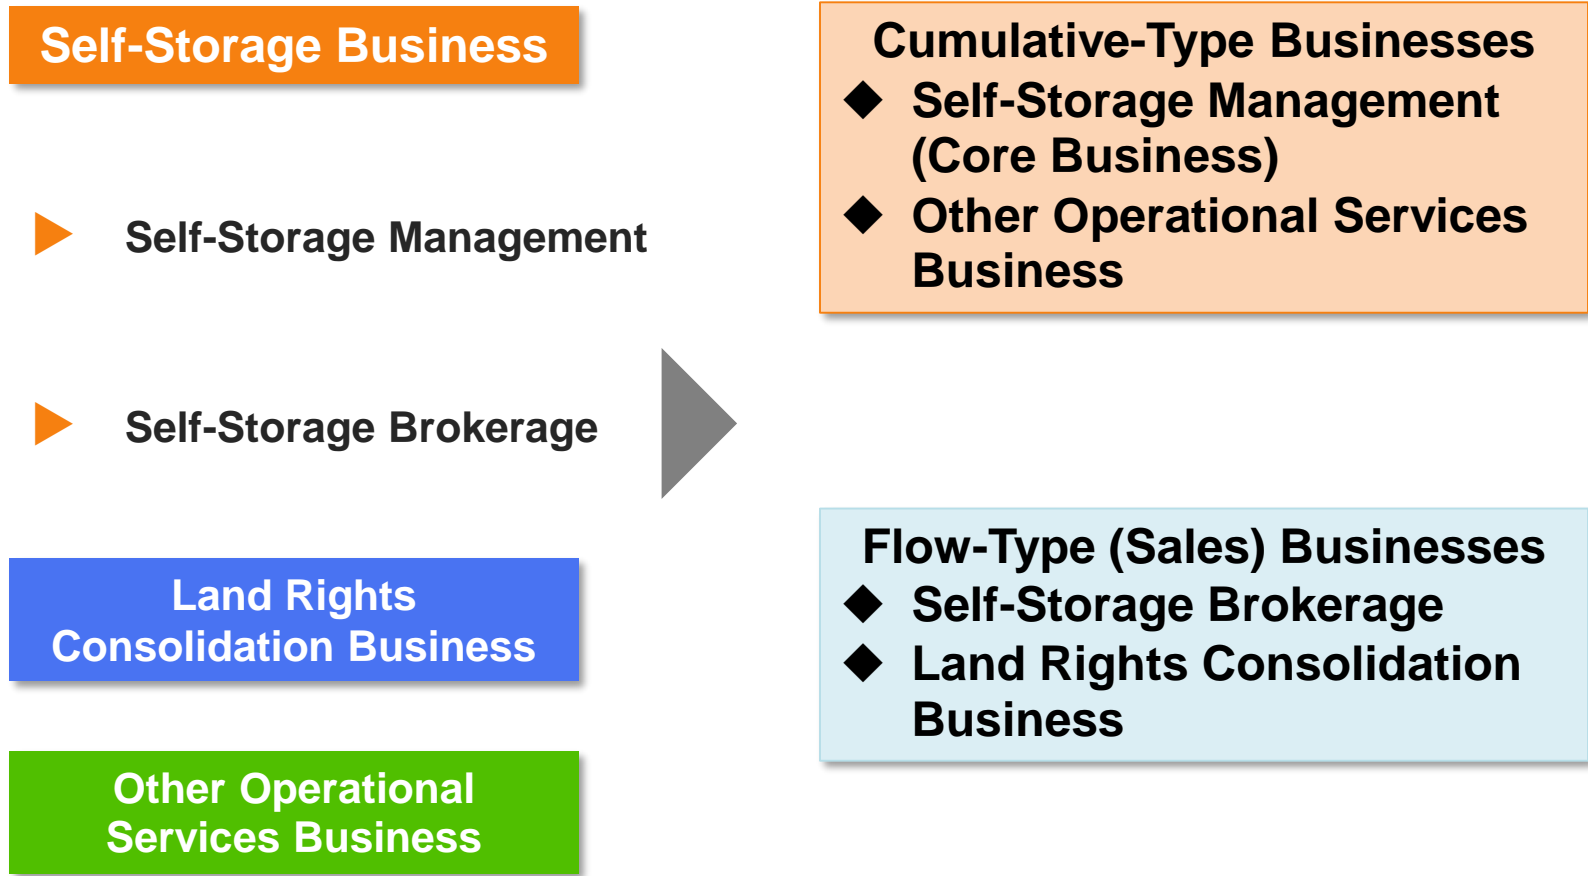 Self-Storage Business
Self-Storage Management
Self-Storage Brokerage
Land Rights
Consolidation Business
Other Operational
Services Business
Cumulative-Type Businesses
◆ Self-Storage Management
(Core Business)
◆ Other Operational Services
Business
Flow-Type (Sales) Businesses
◆ Self-Storage Brokerage
◆ Land Rights Consolidation
Business